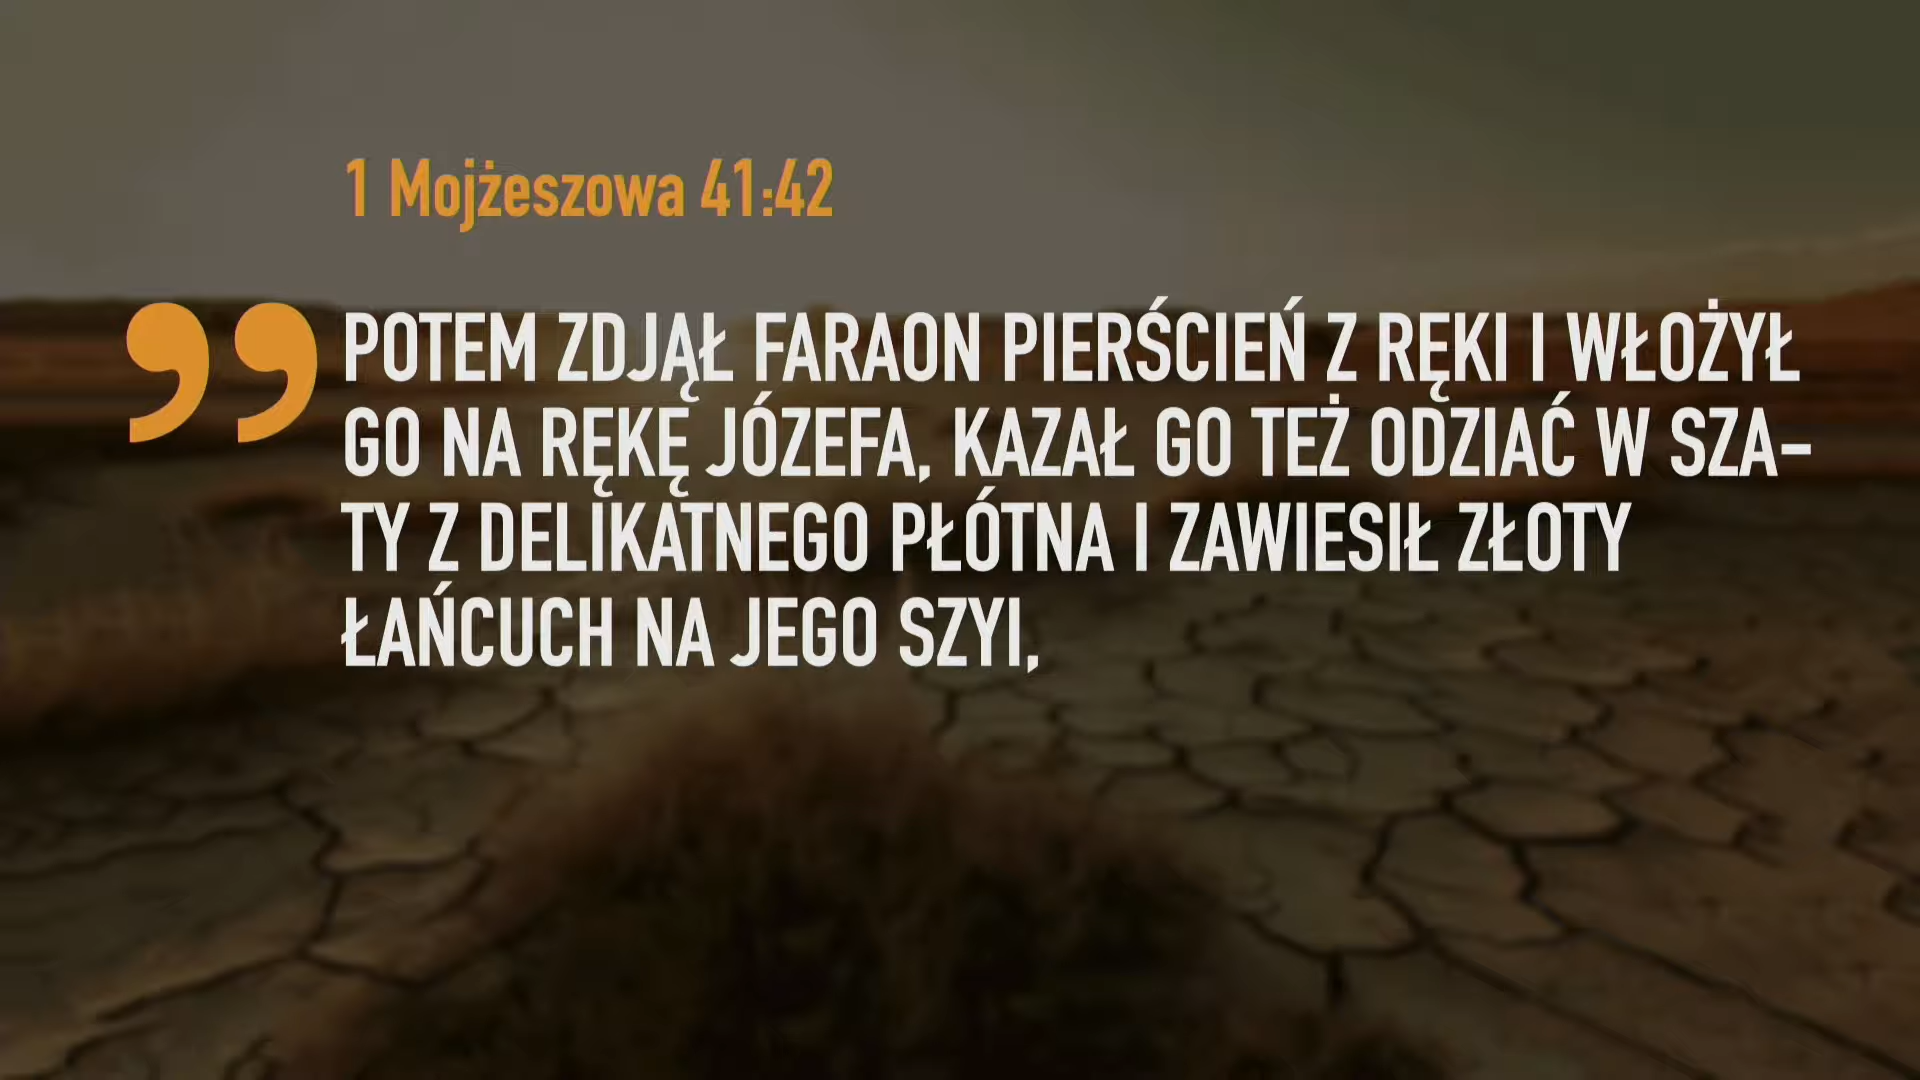 1 Mojżeszowa 41:42
” POTEM ZDJĄŁ FARAON PIERŚCIEŃ Z RĘKI I WŁOŻYŁ
GO NA RĘKĘ JÓZEFA, KAZAŁ GO TEŻ ODZIAĆ W SZA-
TY Z DELIKATNEGO PŁÓTNA I ZAWIESIŁ ZŁOTY
ŁAŃCUCH NA JEGO SZYI,